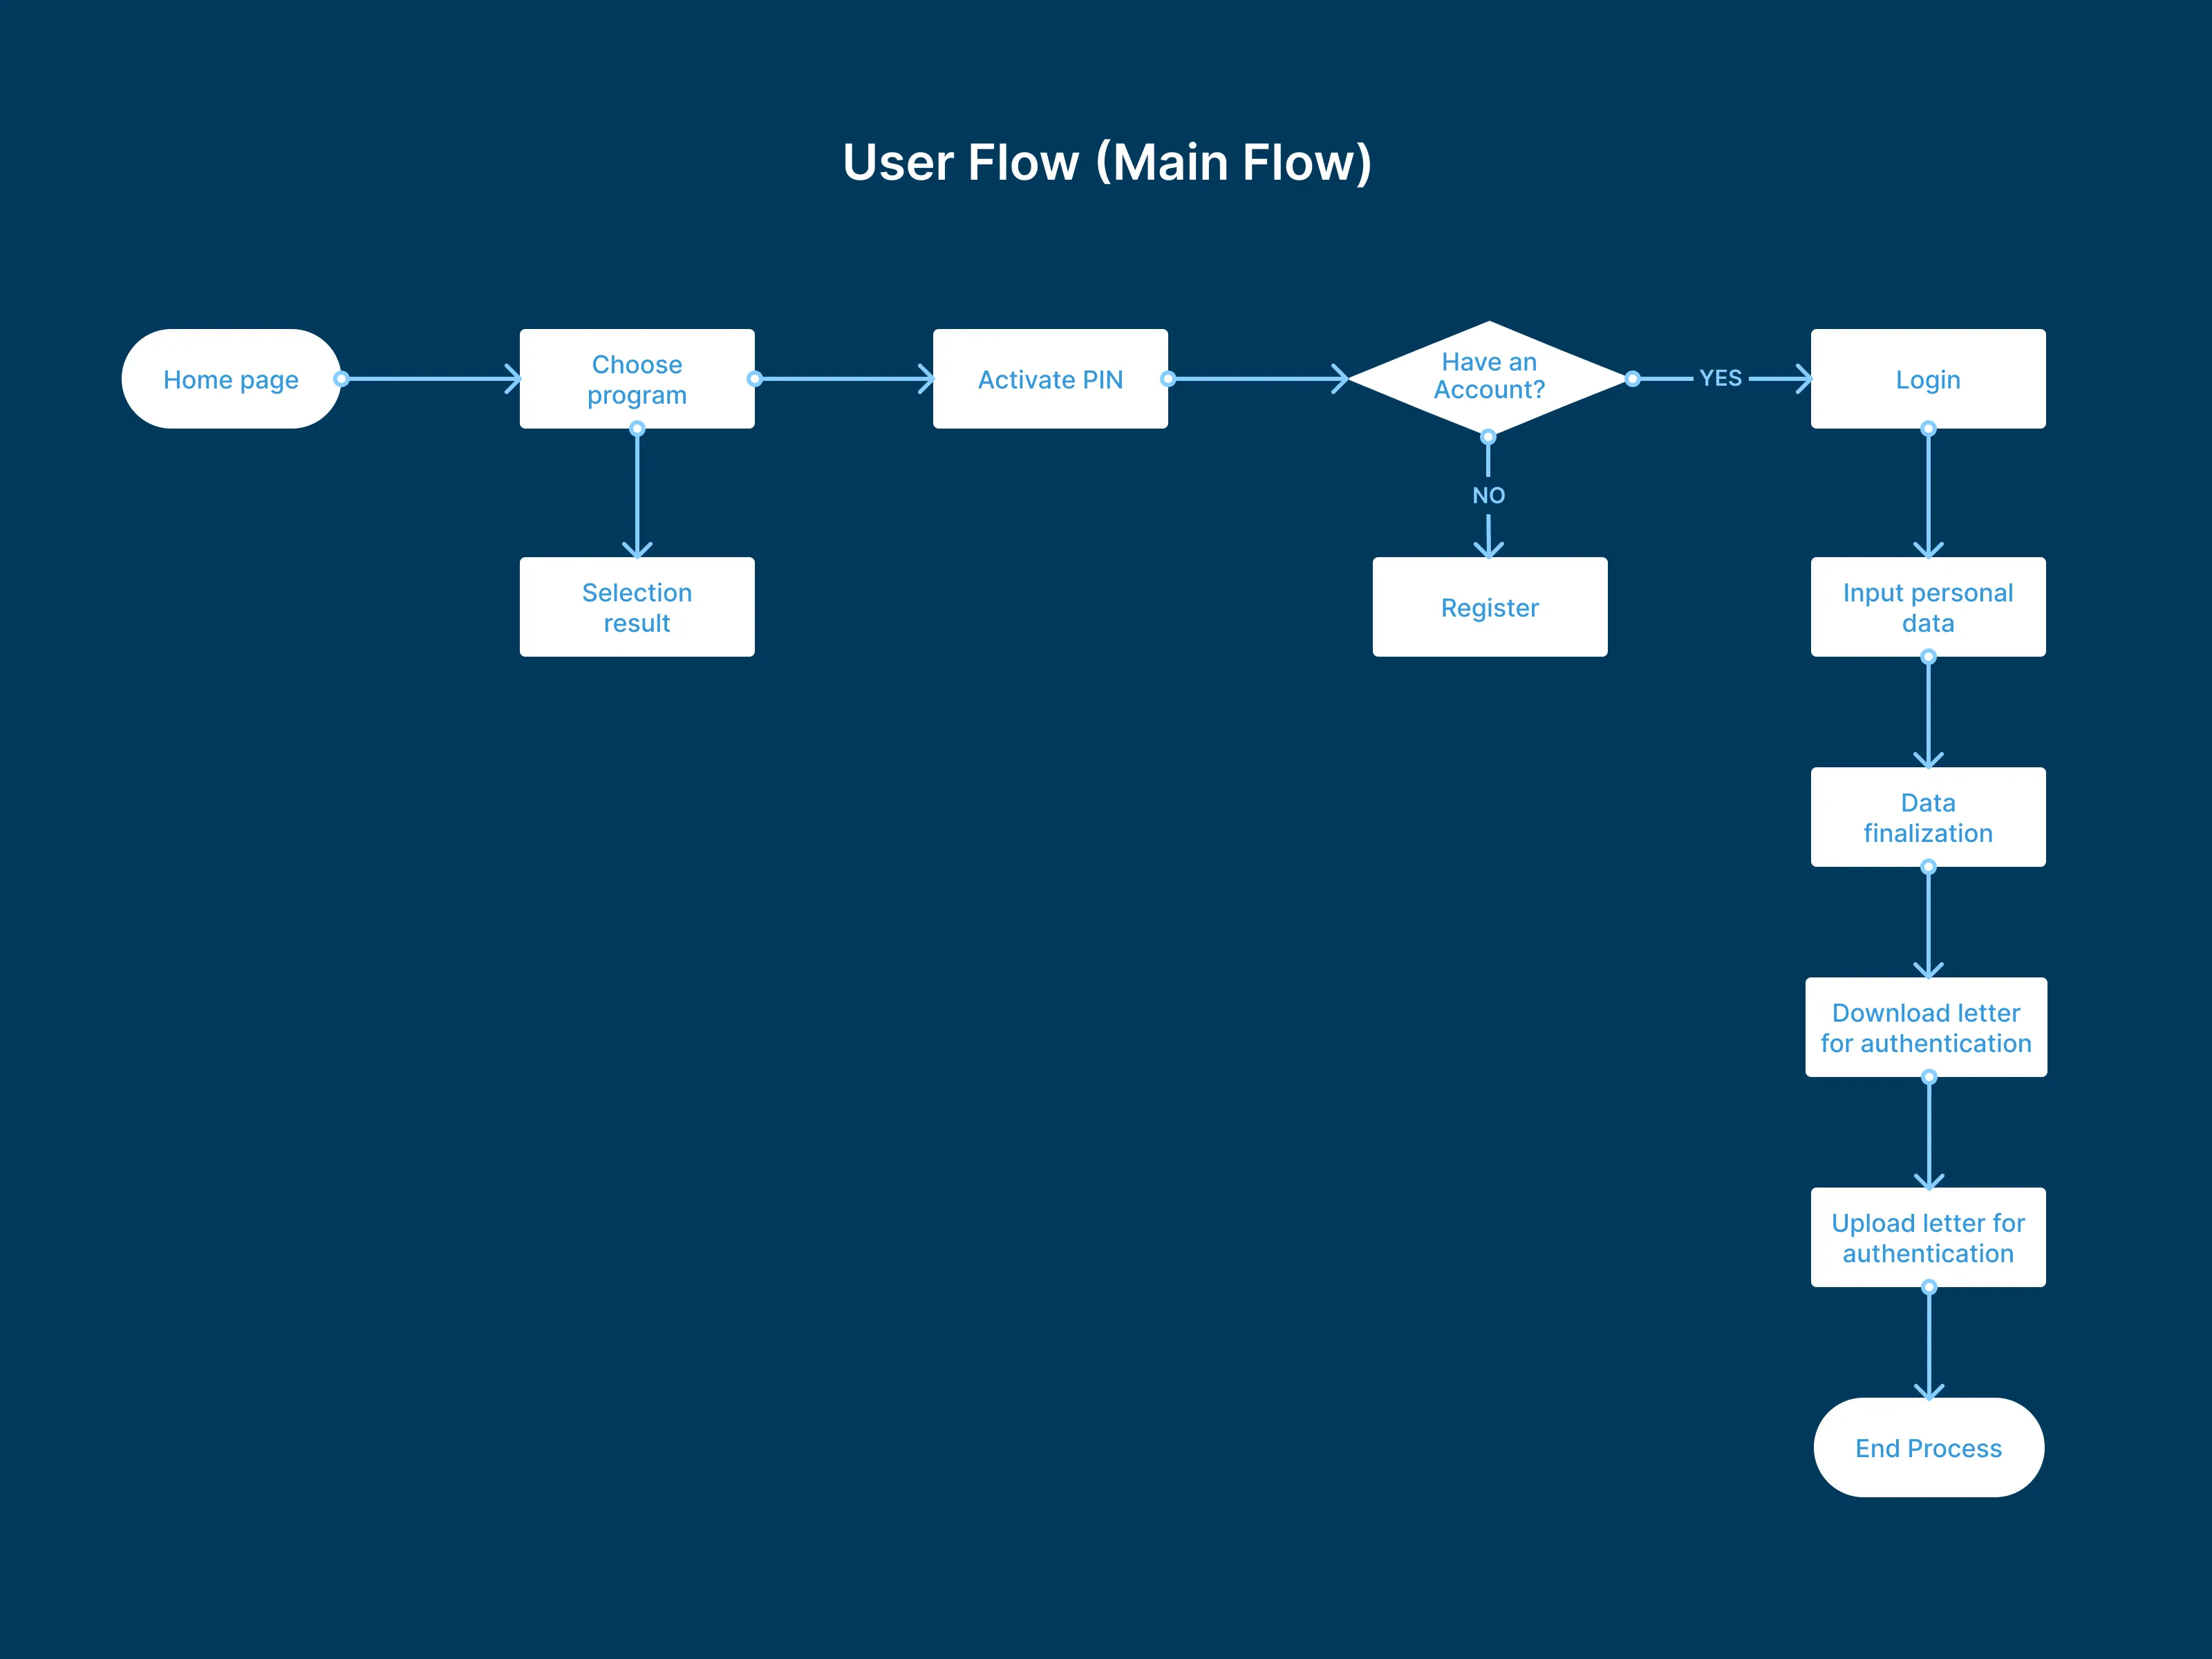 User Flow (Main Flow)
Home page
Choose
program
Activate PIN
Have an
Account?
YES
Login
NO
Selection
result
Register
Input personal
data
Data
finalization
Download letter
for authentication
Upload letter for
authentication
End Process